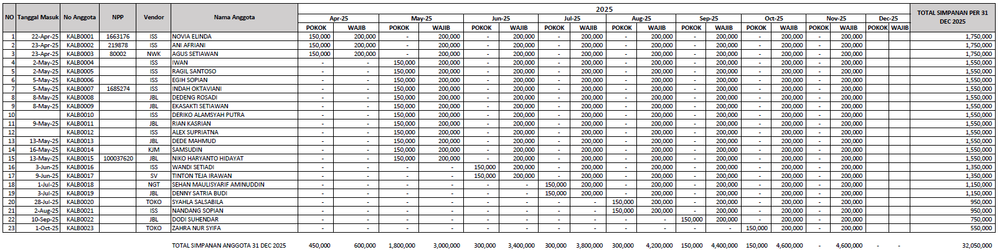 2025
NO Tanggal Masuk No Anggota NPP Vendor Nama Anggota Apr-25 May-25 Jun-25 Jul-25 Aug-25 Sep-25 Oct-25 Nov-25 Dec-25 TOTAL SIMPANAN PER 31 DEC 2025
POKOK WAJIB POKOK WAJIB POKOK WAJIB POKOK WAJIB POKOK WAJIB POKOK WAJIB POKOK WAJIB POKOK WAJIB POKOK WAJIB
1 22-Apr-25 KALB0001 1663176 ISS NOVIA ELINDA 150,000 200,000 - 200,000 - 200,000 - 200,000 - 200,000 - 200,000 - 200,000 - 200,000 1,750,000
2 23-Apr-25 KALB0002 219878 ISS ANI AFRIANI 150,000 200,000 - 200,000 - 200,000 - 200,000 - 200,000 - 200,000 - 200,000 - 200,000 1,750,000
3 23-Apr-25 KALB0003 80002 NWK AGUS SETIAWAN 150,000 200,000 - 200,000 - 200,000 - 200,000 - 200,000 - 200,000 - 200,000 - 200,000 1,750,000
4 2-May-25 KALB0004 ISS IWAN - - 150,000 200,000 - 200,000 - 200,000 - 200,000 - 200,000 - 200,000 - 200,000 1,550,000
5 2-May-25 KALB0005 ISS RAGIL SANTOSO - - 150,000 200,000 - 200,000 - 200,000 - 200,000 - 200,000 - 200,000 - 200,000 1,550,000
6 5-May-25 KALB0006 ISS EGIH SOPIAN - - 150,000 200,000 - 200,000 - 200,000 - 200,000 - 200,000 - 200,000 - 200,000 1,550,000
7 5-May-25 KALB0007 1685274 ISS INDAH OKTAVIANI - - 150,000 200,000 - 200,000 - 200,000 - 200,000 - 200,000 - 200,000 - 200,000 1,550,000
8 8-May-25 KALB0008 JBL DEDENG ROSADI - - 150,000 200,000 - 200,000 - 200,000 - 200,000 - 200,000 - 200,000 - 200,000 1,550,000
9 8-May-25 KALB0009 JBL EKASAKTI SETIAWAN - - 150,000 200,000 - 200,000 - 200,000 - 200,000 - 200,000 - 200,000 - 200,000 1,550,000
10 KALB0010 ISS DERIKO ALAMSYAH PUTRA - - 150,000 200,000 - 200,000 - 200,000 - 200,000 - 200,000 - 200,000 - 200,000 1,550,000
11 9-May-25 KALB0011 JBL RIAN KASRIAN - - 150,000 200,000 - 200,000 - 200,000 - 200,000 - 200,000 - 200,000 - 200,000 1,550,000
12 KALB0012 ISS ALEX SUPRIATNA - - 150,000 200,000 - 200,000 - 200,000 - 200,000 - 200,000 - 200,000 - 200,000 1,550,000
13 13-May-25 KALB0013 JBL DEDE MAHMUD - - 150,000 200,000 - 200,000 - 200,000 - 200,000 - 200,000 - 200,000 - 200,000 1,550,000
14 16-May-25 KALB0014 KJM SAMSUDIN - - 150,000 200,000 - 200,000 - 200,000 - 200,000 - 200,000 - 200,000 - 200,000 1,550,000
15 13-May-25 KALB0015 100037620 JBL NIKO HARYANTO HIDAYAT - - 150,000 200,000 - 200,000 - 200,000 - 200,000 - 200,000 - 200,000 - 200,000 1,550,000
16 3-Jun-25 KALB0016 ISS WANDI SETIADI - - - - 150,000 200,000 - 200,000 - 200,000 - 200,000 - 200,000 - 200,000 1,350,000
17 9-Jun-25 KALB0017 SV TINTON TEJA IRAWAN - - - - 150,000 200,000 - 200,000 - 200,000 - 200,000 - 200,000 - 200,000 1,350,000
18 1-Jul-25 KALB0018 NGT SEHAN MAULISYARIF AMINUDDIN - - - - - - 150,000 200,000 - 200,000 - 200,000 - 200,000 - 200,000 1,150,000
19 3-Jul-25 KALB0019 JBL DENNY SATRIA BUDI - - - - - - 150,000 200,000 - 200,000 - 200,000 - 200,000 - 200,000 1,150,000
20 28-Jul-25 KALB0020 TOKO SYAHLA SALSABILA - - - - - - - - 150,000 200,000 - 200,000 - 200,000 - 200,000 950,000
21 2-Aug-25 KALB0021 ISS NANDANG SOPIAN - - - - - - - - 150,000 200,000 - 200,000 - 200,000 - 200,000 950,000
22 10-Sep-25 KALB0022 JBL DODI SUHENDAR - - - - - - - - - - 150,000 200,000 - 200,000 - 200,000 750,000
23 1-Oct-25 KALB0023 TOKO ZAHRA NUR SYIFA - - - - - - - - - - - - 150,000 200,000 - 200,000 550,000
TOTAL SIMPANAN ANGGOTA 31 DEC 2025 450,000 600,000 1,800,000 3,000,000 300,000 3,400,000 300,000 3,800,000 300,000 4,200,000 150,000 4,400,000 150,000 4,600,000 - 4,600,000 - - 32,050,000